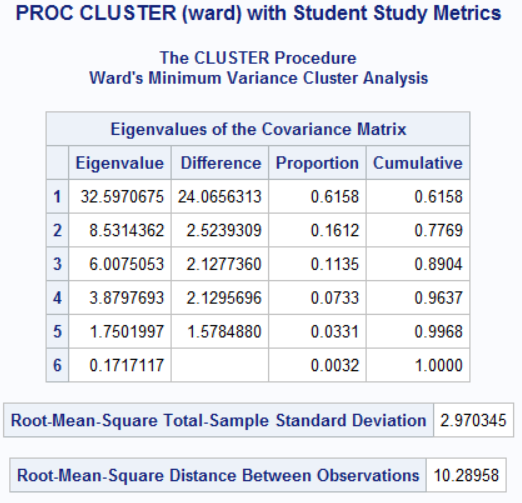 PROC CLUSTER (ward) with Student Study Metrics
The CLUSTER Procedure
Ward's Minimum Variance Cluster Analysis
Eigenvalues of the Covariance Matrix
Eigenvalue Difference Proportion Cumulative
1 32.5970675 24.0656313 0.6158 0.6158
2 8.5314362 2.5239309 0.1612 0.7769
3 6.0075053 2.1277360 0.1135 0.8904
4 3.8797693 2.1295696 0.0733 0.9637
5 1.7501997 1.5784880 0.0331 0.9968
6 0.1717117 0.0032 1.0000
Root-Mean-Square Total-Sample Standard Deviation 2.970345
Root-Mean-Square Distance Between Observations 10.28958